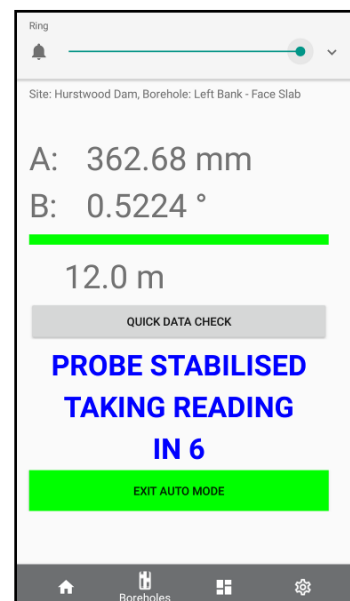 Ring
Site: Hurstwood Dam, Borehole: Left Bank - Face Slab
A: 362.68 mm
B: 0.5224 °
12.0 m
QUICK DATA CHECK
PROBE STABILISED
TAKING READING
IN 6
EXIT AUTO MODE
Boreholes